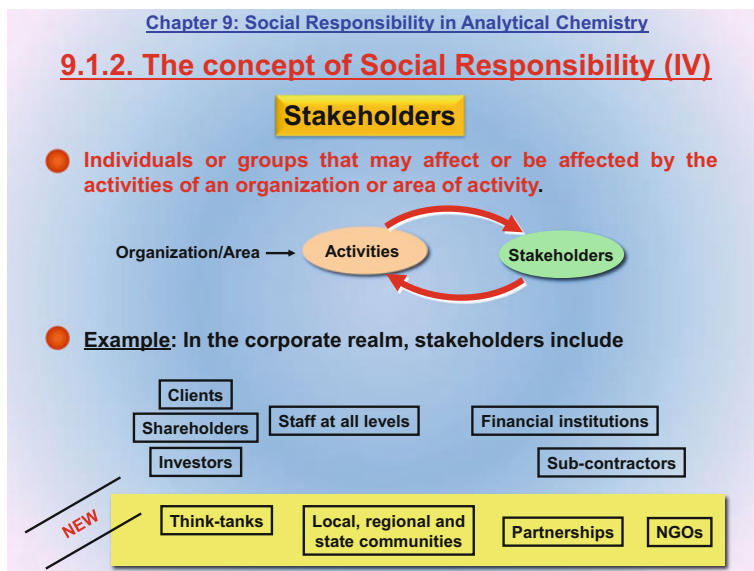 Chapter 9: Social Responsibility in Analytical Chemistry
9.1.2. The concept of Social Responsibility (IV)
Stakeholders
Individuals or groups that may affect or be affected by the
activities of an organization or area of activity.
Organization/Area
Activities
Stakeholders
Example: In the corporate realm, stakeholders include
Clients
Shareholders
Staff at all levels
Financial institutions
Investors
Sub-contractors
NEW
Think-tanks
Local, regional and
state communities
Partnerships
NGOs